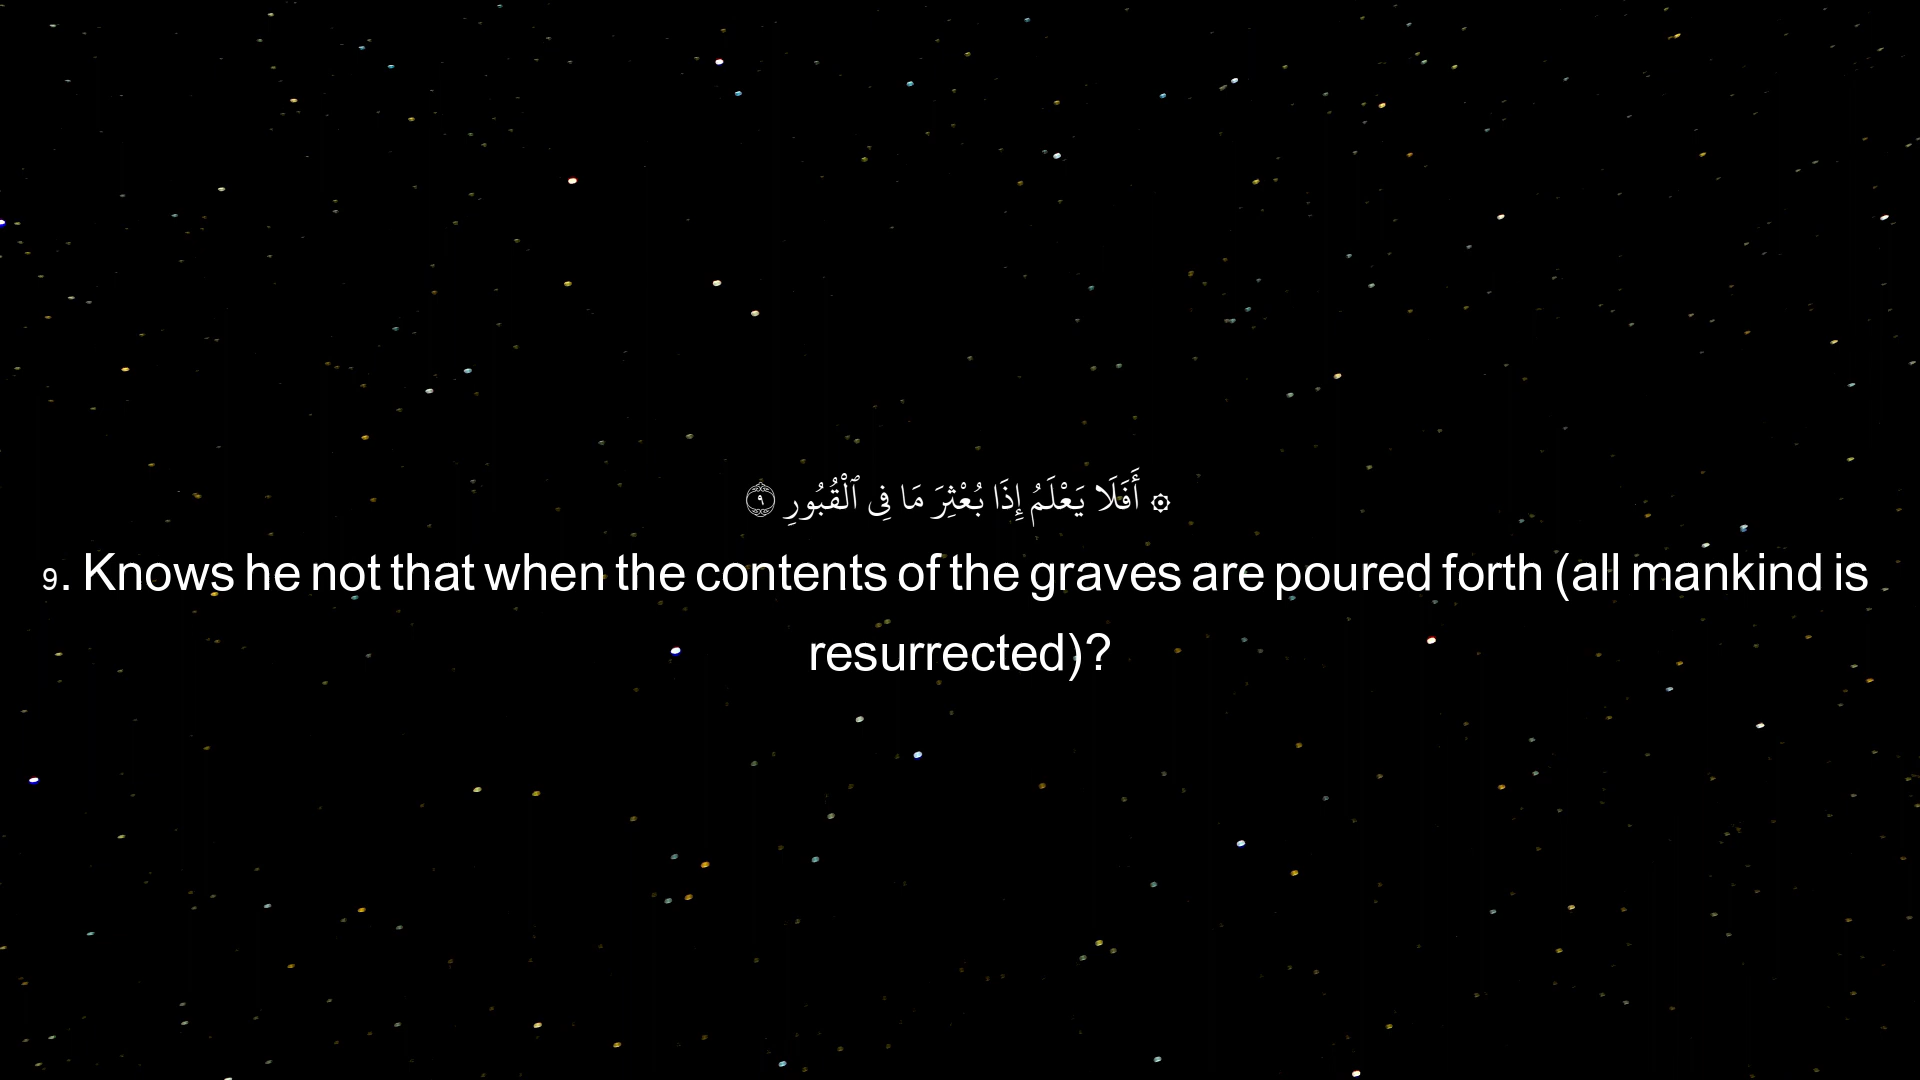 ۞ أَفَلَا يَعْلَمُ إِذَا بُعْثِرَ مَا فِى ٱلْقُبُورِ ٩
9. Knows he not that when the contents of the graves are poured forth (all mankind is
resurrected)?